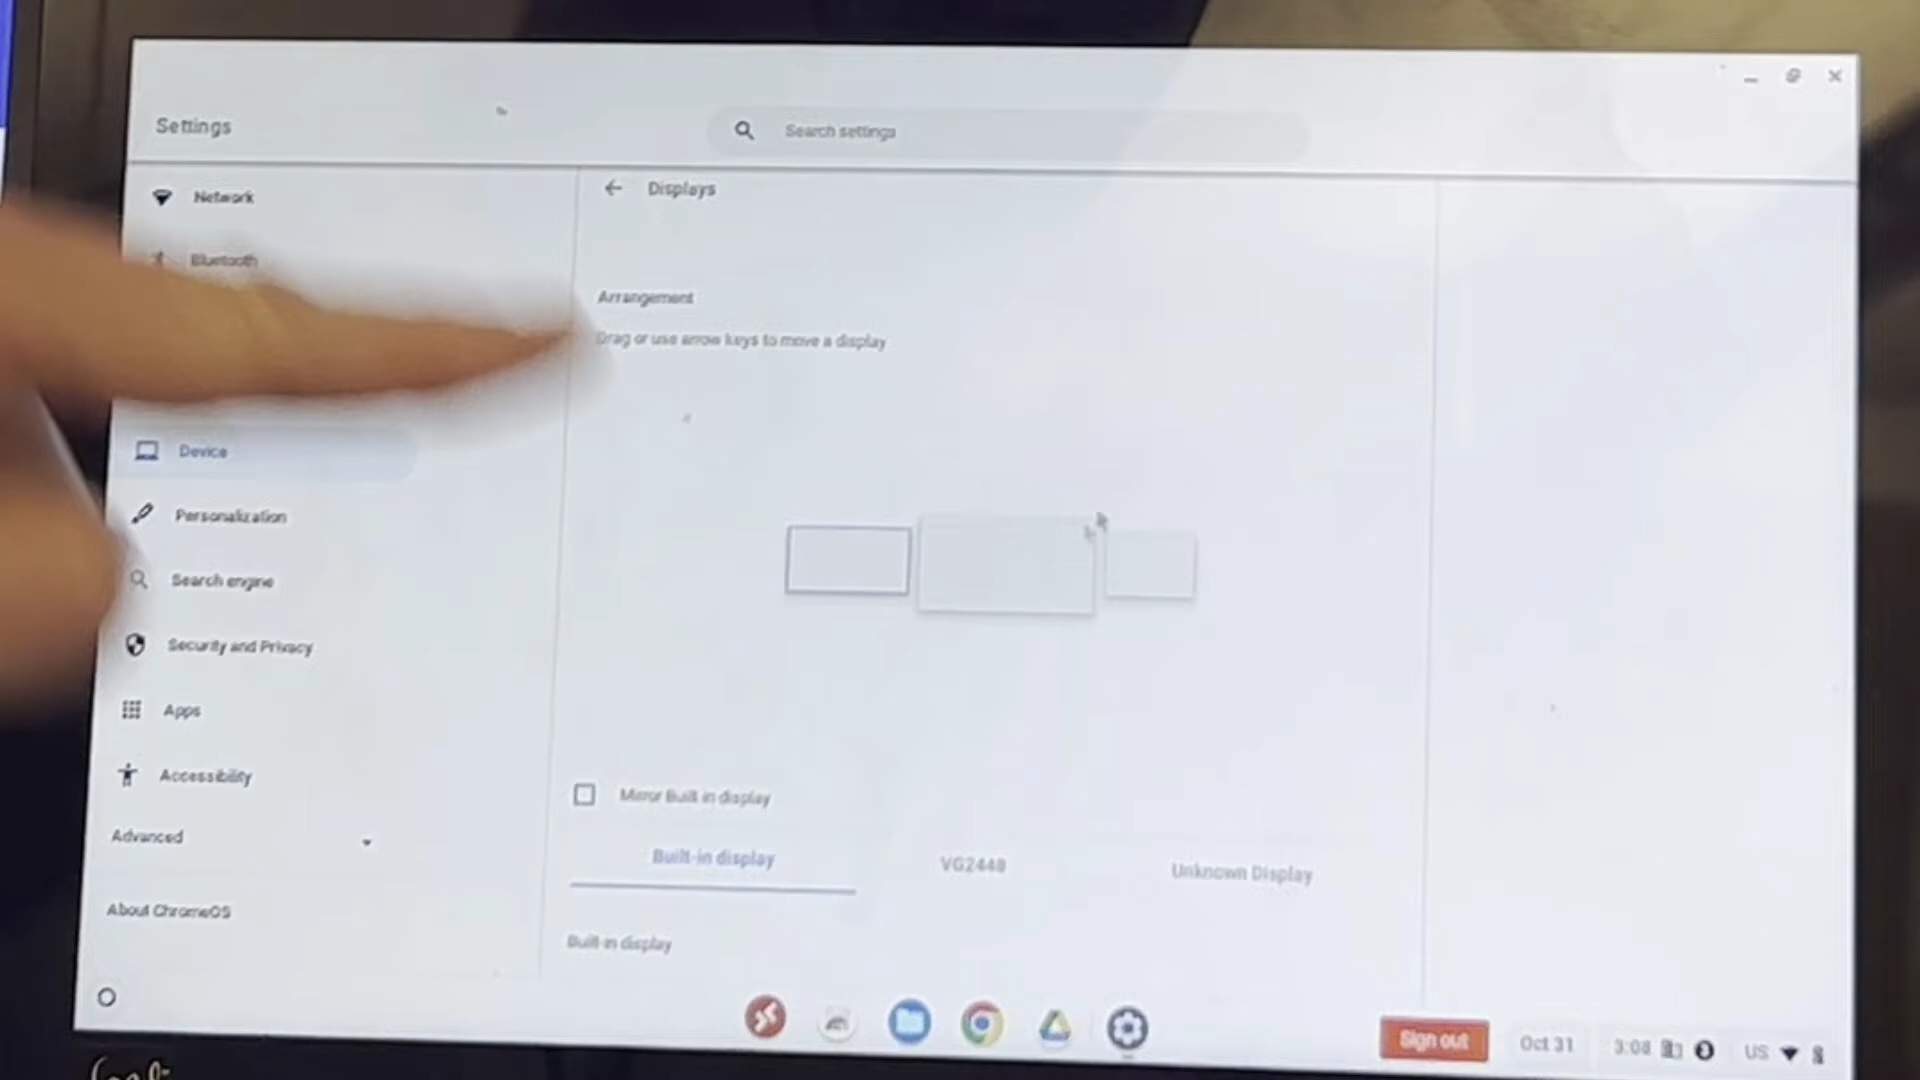 Settings
Search settings
Network
Displays
Bluetooth
Arrangement
Drag or use arrow keys to move a display
Device
Personalization
Search engine
Security and Privacy
Apps
Mirror Built-in display
Accessibility
Advanced
Built-in display
VG2448
Unknown Display
About ChromeOS
Built-in display
Sign out
Oct 31
3:08
US